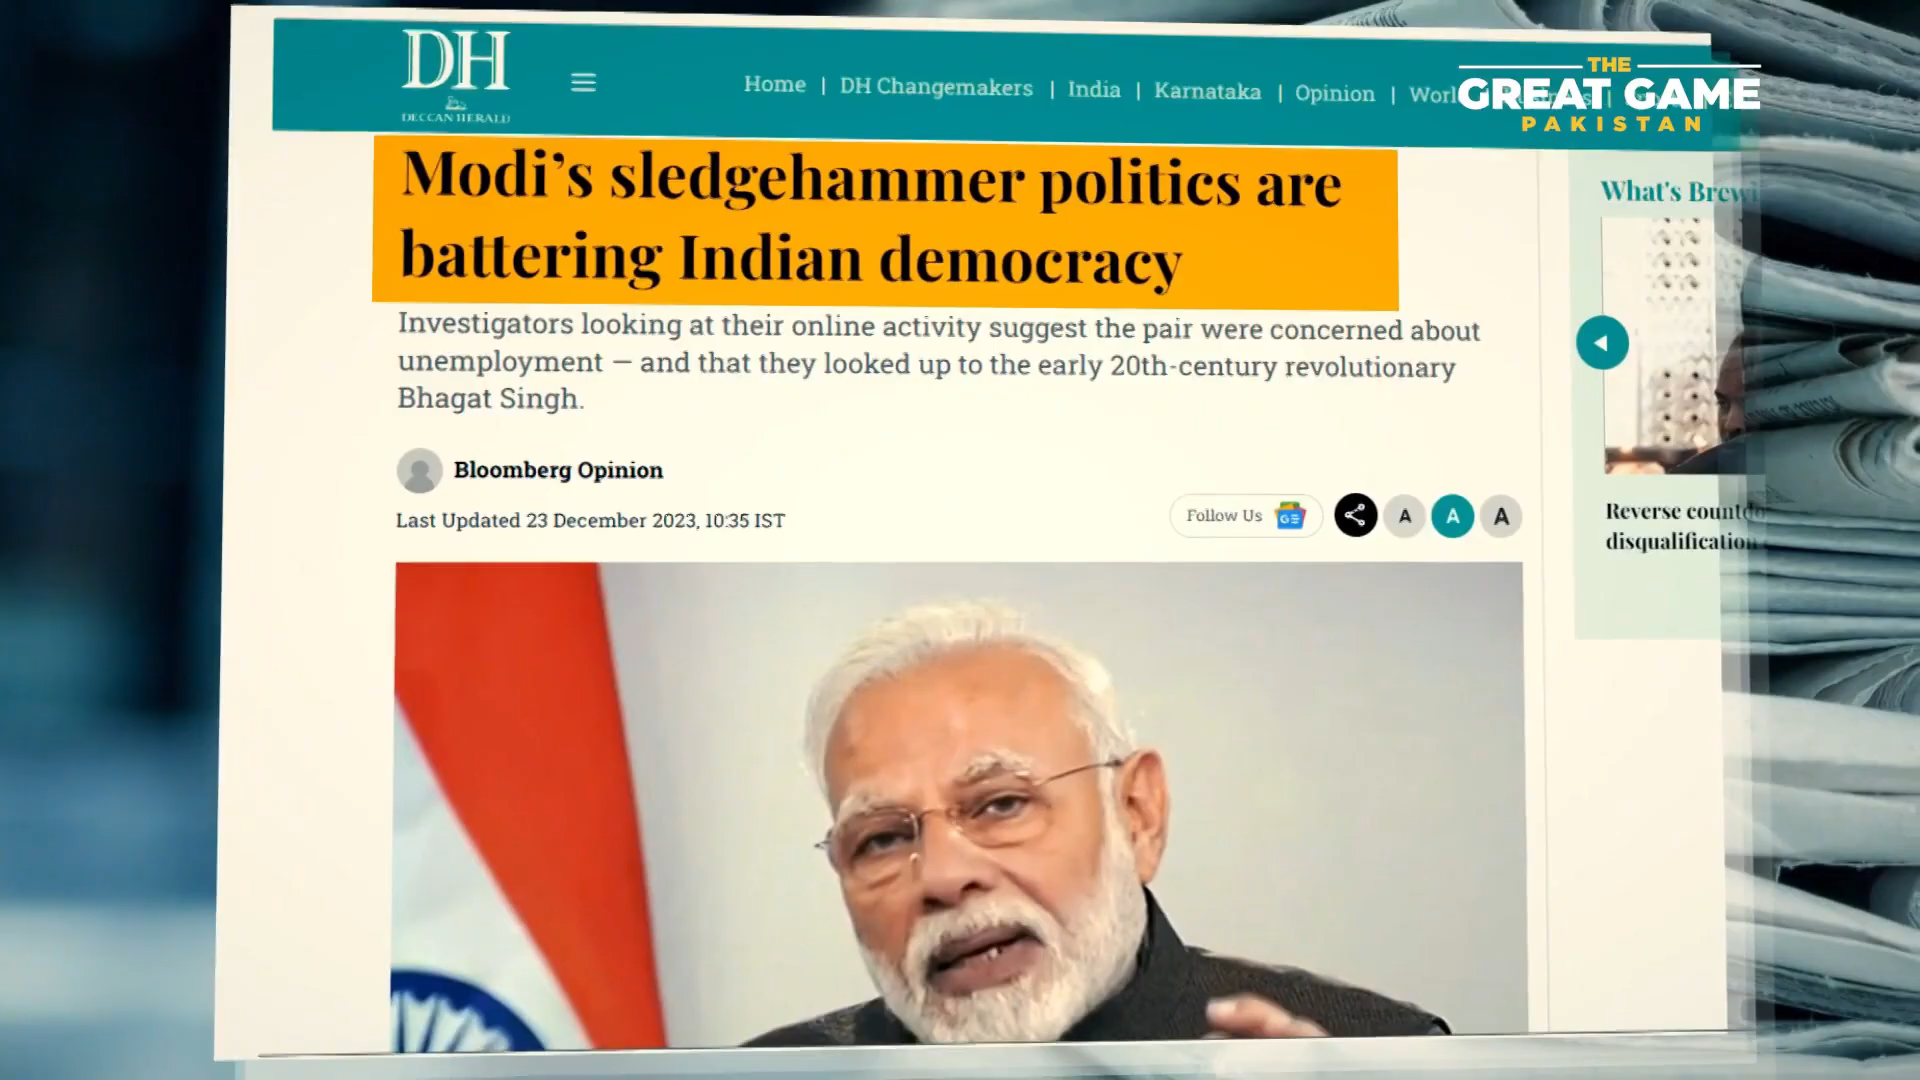 DH
DECCAN HERALD
Home | DH Changemakers | India | Karnataka | Opinion |
THE
GREAT GAME
PAKISTAN
Modi's sledgehammer politics are
battering Indian democracy
Investigators looking at their online activity suggest the pair were concerned about
unemployment — and that they looked up to the early 20th-century revolutionary
Bhagat Singh.
Bloomberg Opinion
Last Updated 23 December 2023, 10:35 IST
Follow Us
GE
A A A
What's
Reverse
disqualification